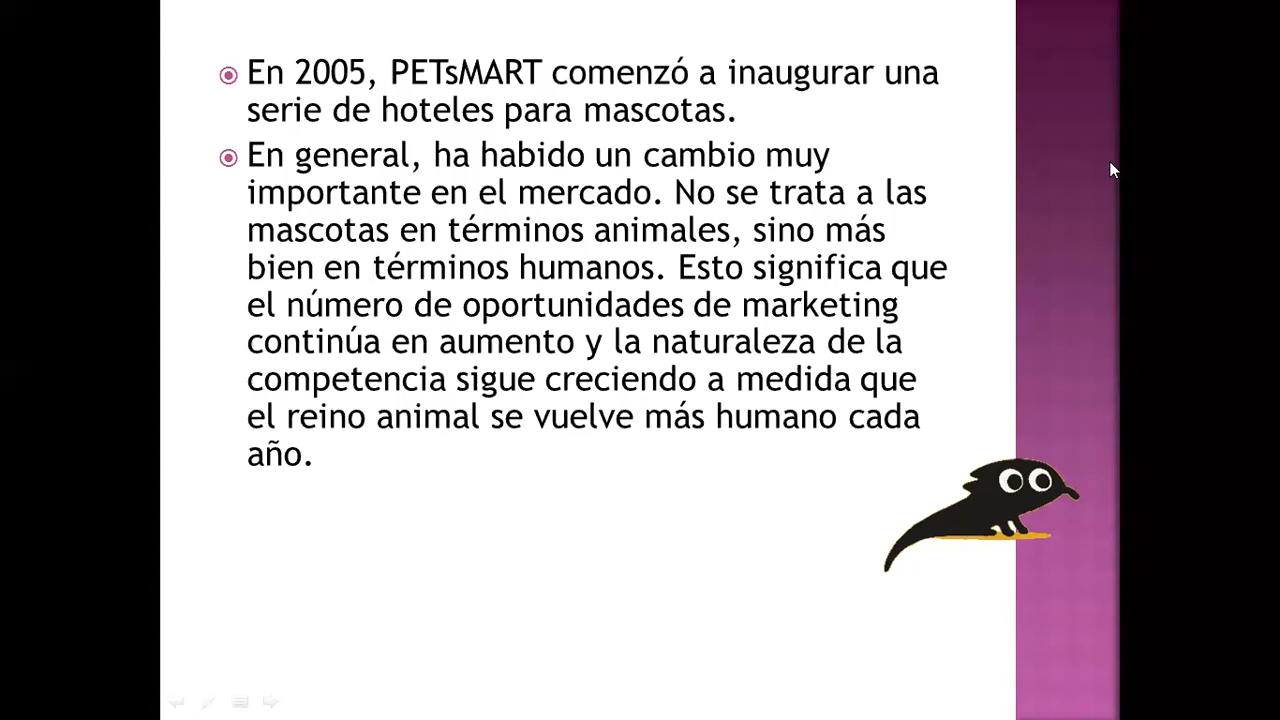 En 2005, PETsMART comenzó a inaugurar una
serie de hoteles para mascotas.
En general, ha habido un cambio muy
importante en el mercado. No se trata a las
mascotas en términos animales, sino más
bien en términos humanos. Esto significa que
el número de oportunidades de marketing
continúa en aumento y la naturaleza de la
competencia sigue creciendo a medida que
el reino animal se vuelve más humano cada
año.